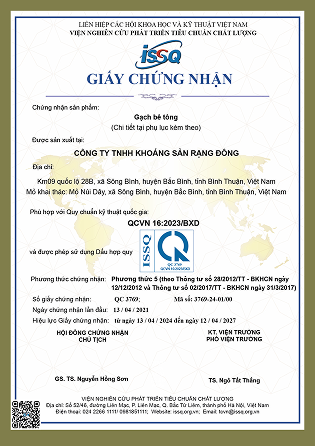 LIÊN HIỆP CÁC HỘI KHOA HỌC VÀ KỸ THUẬT VIỆT NAM
VIỆN NGHIÊN CỨU PHÁT TRIỂN TIÊU CHUẨN CHẤT LƯỢNG
ISSQ
GIẤY CHỨNG NHẬN
Chứng nhận sản phẩm:
Gạch bê tông
(Chi tiết tại phụ lục kèm theo)
Được sản xuất tại:
CÔNG TY TNHH KHOÁNG SẢN RẠNG ĐÔNG
Địa chỉ:
Km09 quốc lộ 28B, xã Sông Bình, huyện Bắc Bình, tỉnh Bình Thuận, Việt Nam
Mỏ khai thác: Mỏ Núi Dây, xã Sông Bình, huyện Bắc Bình, tỉnh Bình Thuận, Việt Nam
Phù hợp với Quy chuẩn kỹ thuật quốc gia:
QCVN 16:2023/BXD
và được phép sử dụng Dấu hợp quy
ISSQ
QC 3769
QCVN 16:2023/BXD
Phương thức chứng nhận: Phương thức 5 (theo Thông tư số 28/2012/TT - BKHCN ngày
12/12/2012 và Thông tư số 02/2017/TT - BKHCN ngày 31/3/2017)
Số giấy chứng nhận: QC 3769; Mã số: 3769-24-01/00
Ngày chứng nhận lần đầu: 13 / 04 / 2021
Hiệu lực Giấy chứng nhận: từ ngày 13 / 04 / 2024 đến ngày 12 / 04 / 2027
HỘI ĐỒNG CHỨNG NHẬN
CHỦ TỊCH
KT. VIỆN TRƯỞNG
PHÓ VIỆN TRƯỞNG
GS. TS. Nguyễn Hồng Sơn
TS. Ngô Tất Thắng
VIỆN NGHIÊN CỨU PHÁT TRIỂN TIÊU CHUẨN CHẤT LƯỢNG
Địa chỉ: Số 52/46, đường Liên Mạc, P. Liên Mạc, Q. Bắc Từ Liêm, thành phố Hà Nội, Việt Nam
Điện thoại: 024 2266 1111/ 0981851111; Website: issq.org.vn; Email: tcvn@issq.org.vn